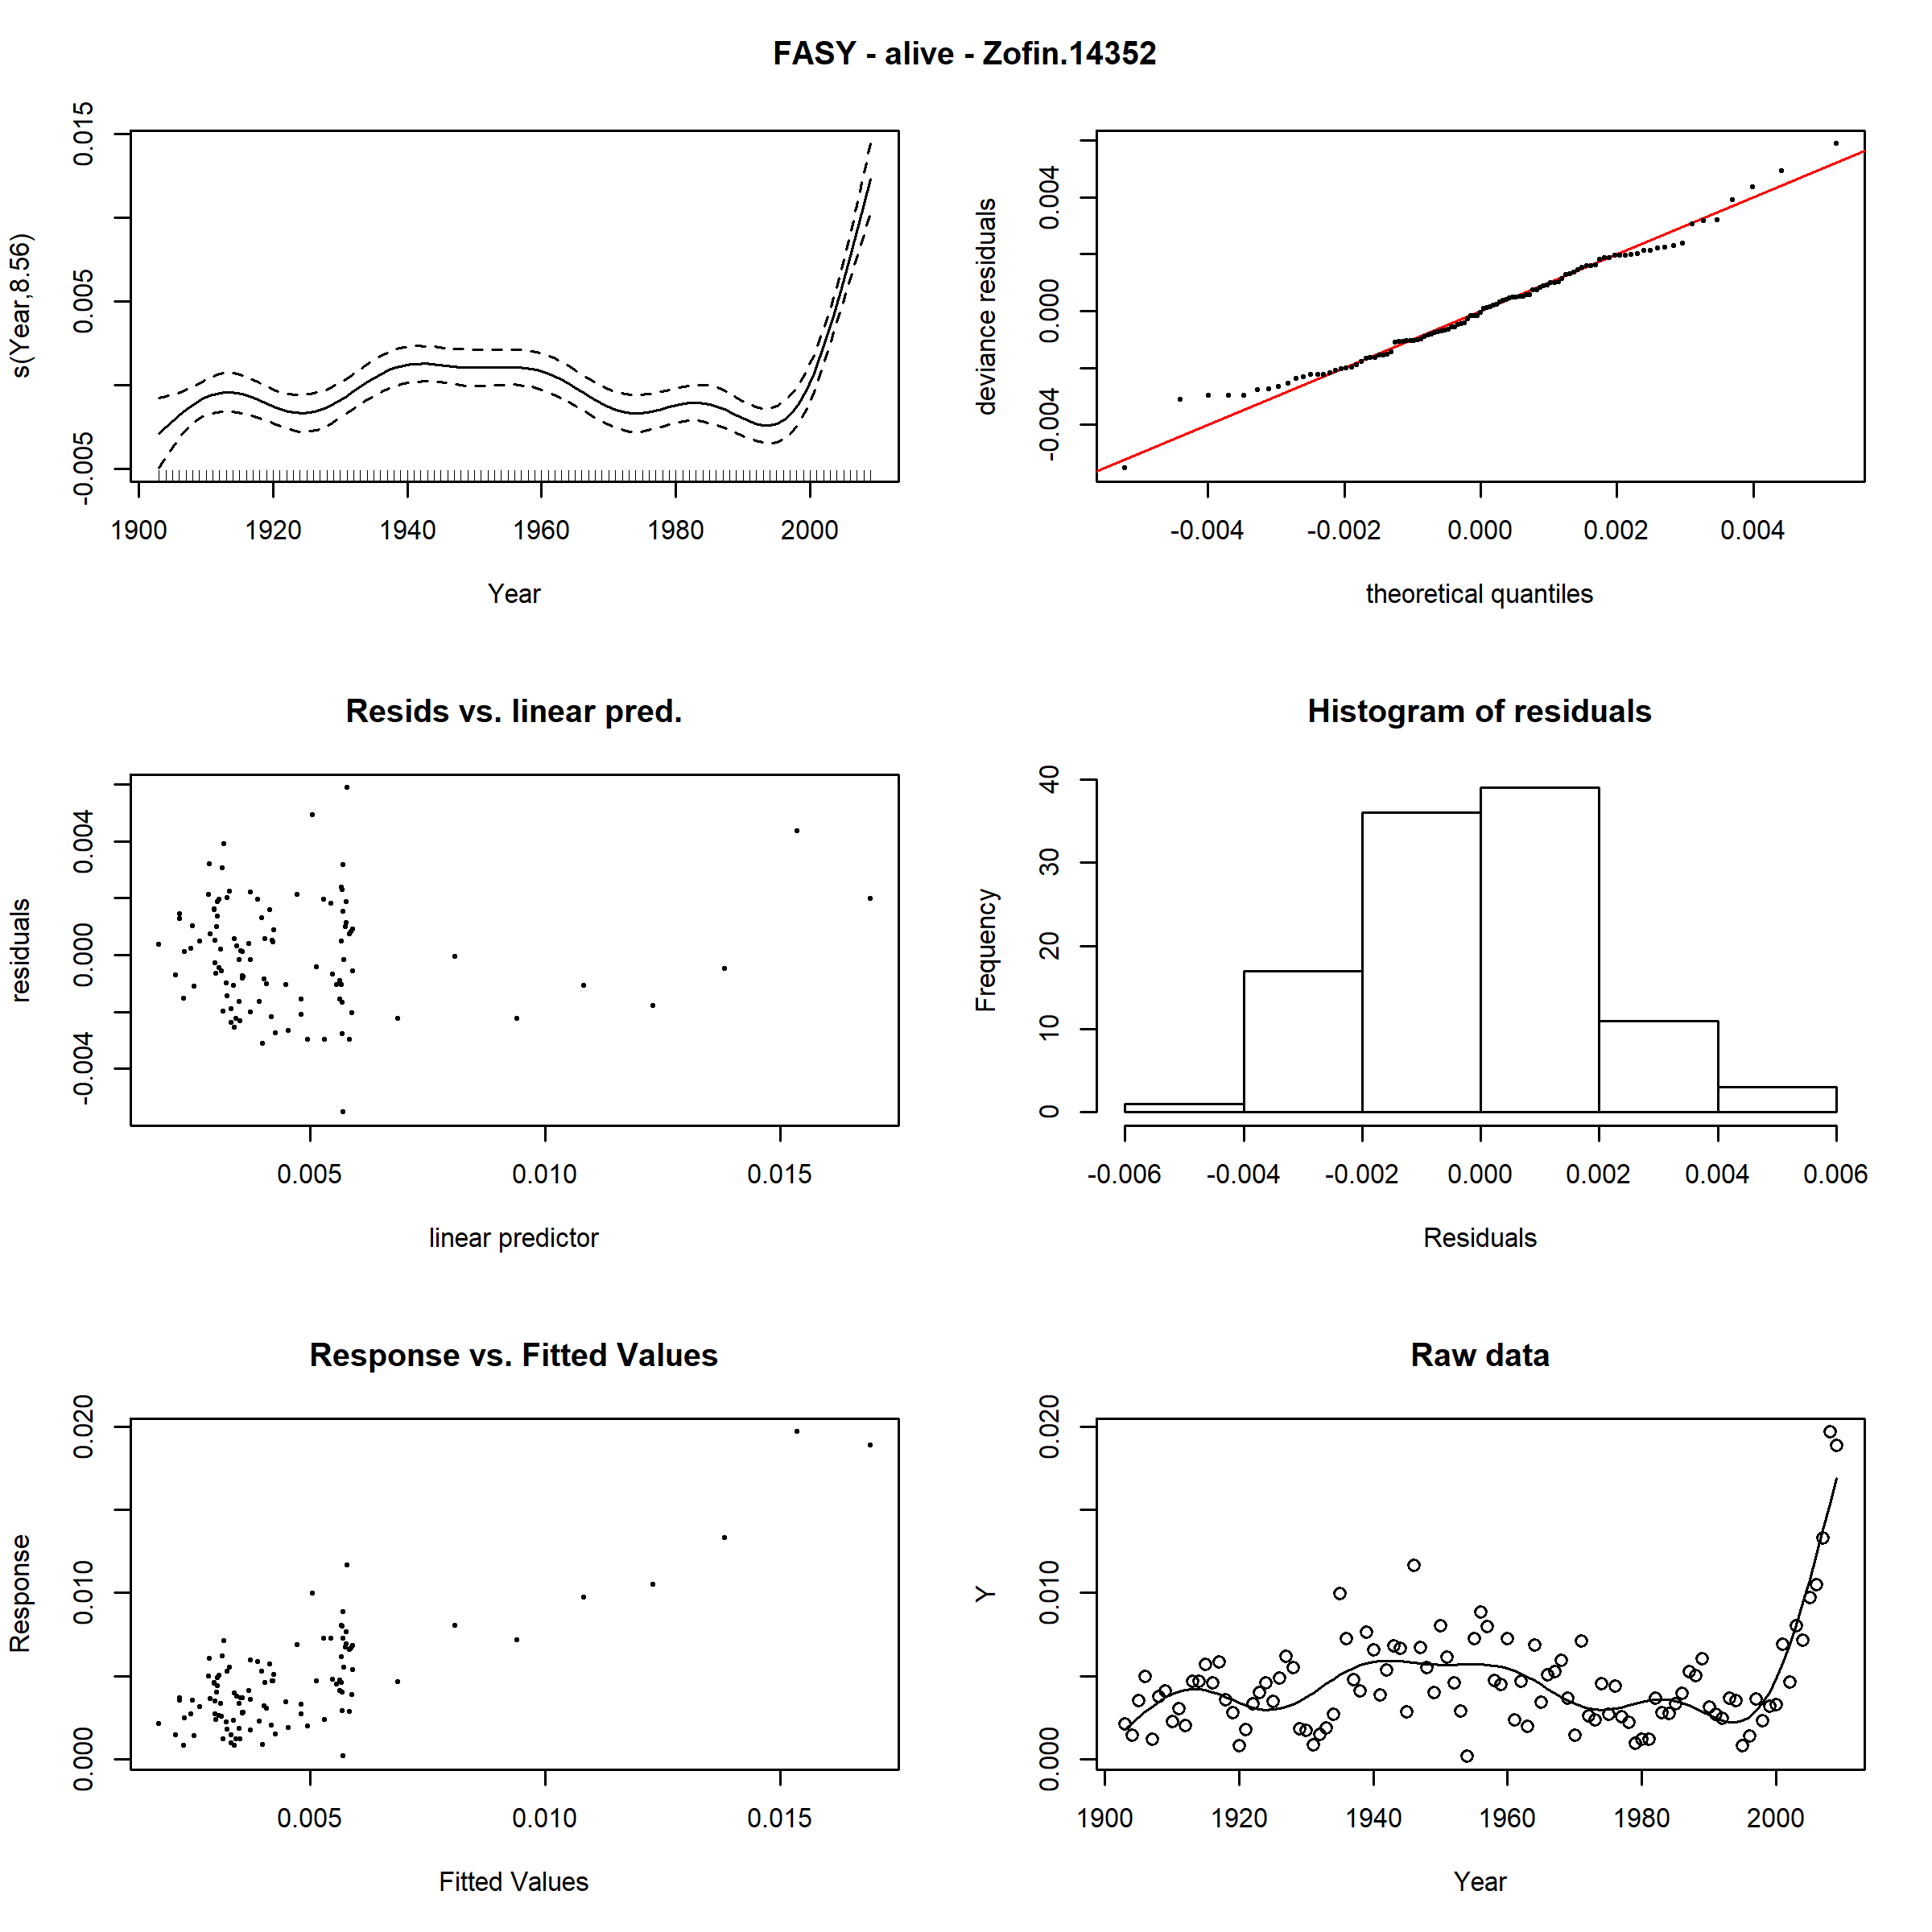 FASY - alive - Zofin.14352
s(Year,8.56)
-0.005 0.005 0.015
1900 1920 1940 1960 1980 2000
Year
deviance residuals
-0.004 0.000 0.004
-0.004 -0.002 0.000 0.002 0.004
theoretical quantiles
Resids vs. linear pred.
residuals
-0.004 0.000 0.004
0.005 0.010 0.015
linear predictor
Histogram of residuals
Frequency
0 10 20 30 40
-0.006 -0.004 -0.002 0.000 0.002 0.004 0.006
Residuals
Response vs. Fitted Values
Response
0.000 0.010 0.020
0.005 0.010 0.015
Fitted Values
Raw data
Y
0.000 0.010 0.020
1900 1920 1940 1960 1980 2000
Year